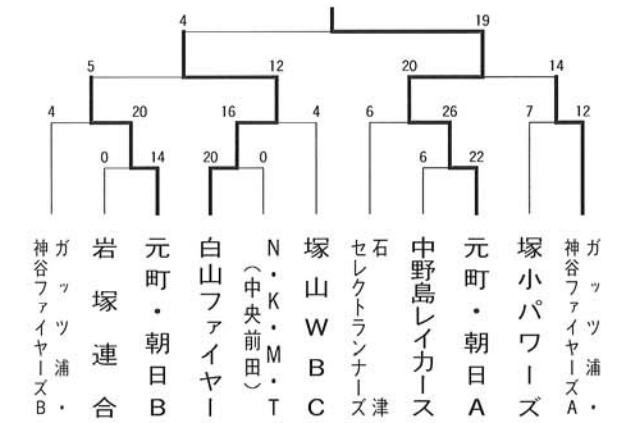 4 19
5 12 20 14
4 20 16 4 6 26 7 12
0 14 20 0 6 22
ガッツ浦・
神谷ファイヤーズB
岩塚連合
元町・朝日B
白山ファイヤー
N・K・M・T
（中央前田）
塚山WBC
石津
セレクトランナーズ
中野島レイカース
元町・朝日A
塚小パワーズ
ガッツ浦・
神谷ファイヤーズA